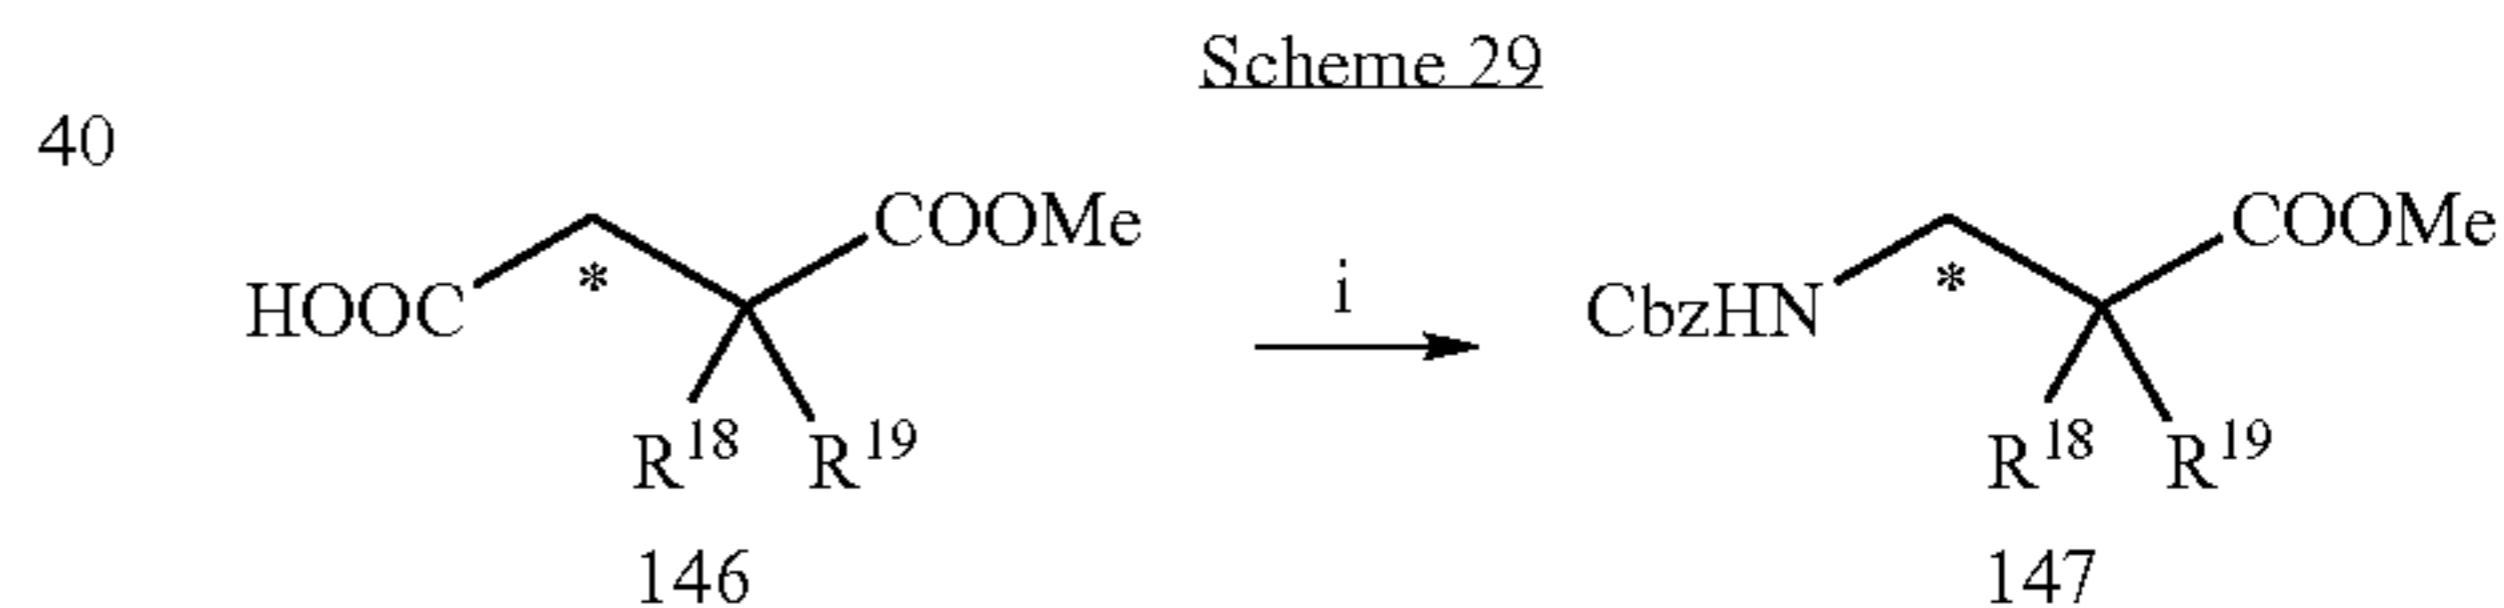 Scheme 29
40
HOOC * COOMe i CbzHN * COOMe
R18 R19 R18 R19
146 147